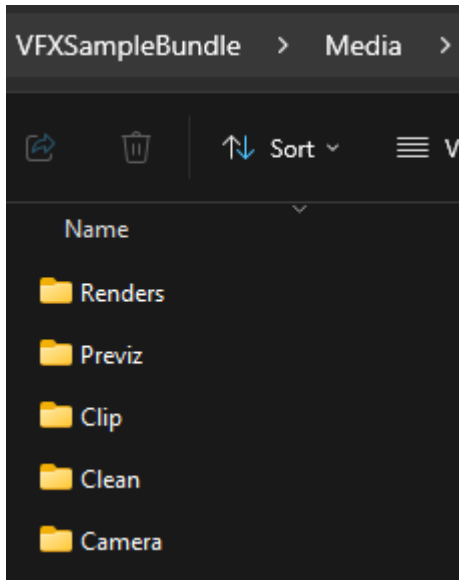 VFXSampleBundle > Media >
Sort
Name
Renders
Previz
Clip
Clean
Camera